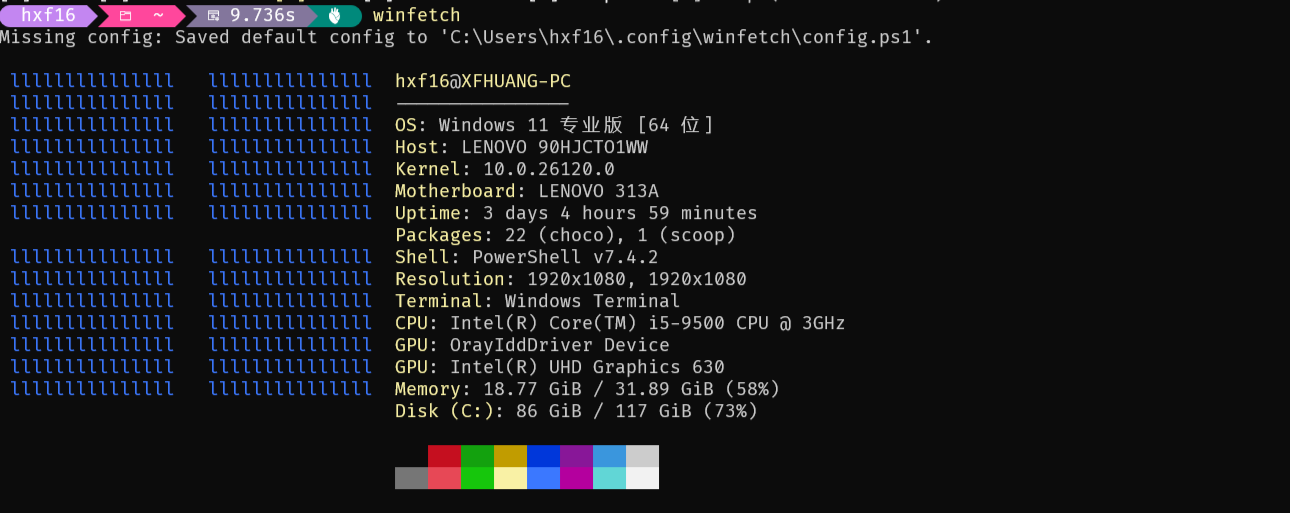 hxf16 ~ 9.736s winfetch
Missing config: Saved default config to 'C:\Users\hxf16\.config\winfetch\config.ps1'.
lllllllllllllll lllllllllllllll hxf16@XFHUANG-PC
lllllllllllllll lllllllllllllll ————————————————
lllllllllllllll lllllllllllllll OS: Windows 11 专业版 [64 位]
lllllllllllllll lllllllllllllll Host: LENOVO 90HJCTO1WW
lllllllllllllll lllllllllllllll Kernel: 10.0.26120.0
lllllllllllllll lllllllllllllll Motherboard: LENOVO 313A
lllllllllllllll lllllllllllllll Uptime: 3 days 4 hours 59 minutes
Packages: 22 (choco), 1 (scoop)
lllllllllllllll lllllllllllllll Shell: PowerShell v7.4.2
lllllllllllllll lllllllllllllll Resolution: 1920x1080, 1920x1080
lllllllllllllll lllllllllllllll Terminal: Windows Terminal
lllllllllllllll lllllllllllllll CPU: Intel(R) Core(TM) i5-9500 CPU @ 3GHz
lllllllllllllll lllllllllllllll GPU: OrayIddDriver Device
lllllllllllllll lllllllllllllll GPU: Intel(R) UHD Graphics 630
lllllllllllllll lllllllllllllll Memory: 18.77 GiB / 31.89 GiB (58%)
Disk (C:): 86 GiB / 117 GiB (73%)